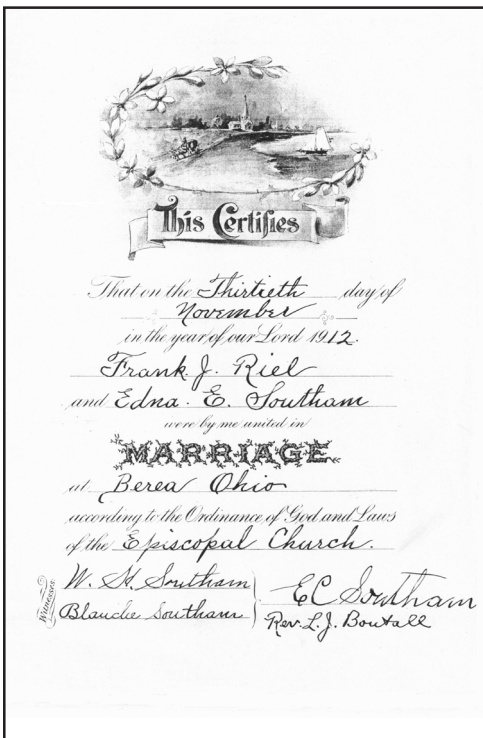 This Certifies
That on the Thirtieth day of
November
in the year of our Lord 1912.
Frank. J. Riel
and Edna. E. Southam
were by me united in
MARRIAGE
at Berea Ohio
according to the Ordinance of God and Laws
of the Episcopal Church.
Witnesses
W. H. Southam
Blanche Southam
E C Southam
Rev. L. J. Boutall